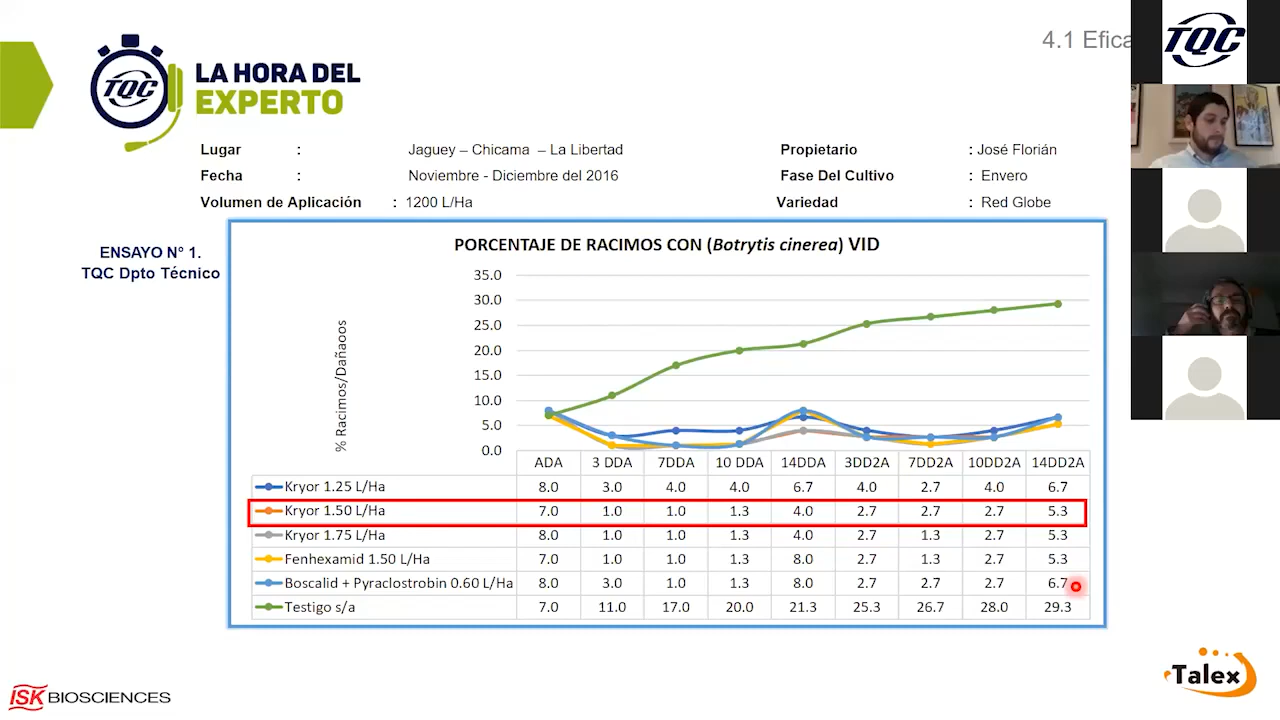 4.1 Efica
TQC
TQC
LA HORA DEL
EXPERTO
Lugar : Jaguey – Chicama – La Libertad Propietario : José Florián
Fecha : Noviembre - Diciembre del 2016 Fase Del Cultivo : Envero
Volumen de Aplicación : 1200 L/Ha Variedad : Red Globe
ENSAYO N° 1.
TQC Dpto Técnico
PORCENTAJE DE RACIMOS CON (Botrytis cinerea) VID
% Racimos/Dañaoos
35.0
30.0
25.0
20.0
15.0
10.0
5.0
0.0
ADA 3 DDA 7DDA 10 DDA 14DDA 3DD2A 7DD2A 10DD2A 14DD2A
Kryor 1.25 L/Ha 8.0 3.0 4.0 4.0 6.7 4.0 2.7 4.0 6.7
Kryor 1.50 L/Ha 7.0 1.0 1.0 1.3 4.0 2.7 2.7 2.7 5.3
Kryor 1.75 L/Ha 8.0 1.0 1.0 1.3 4.0 2.7 1.3 2.7 5.3
Fenhexamid 1.50 L/Ha 7.0 1.0 1.0 1.3 8.0 2.7 1.3 2.7 5.3
Boscalid + Pyraclostrobin 0.60 L/Ha 8.0 3.0 1.0 1.3 8.0 2.7 2.7 2.7 6.7
Testigo s/a 7.0 11.0 17.0 20.0 21.3 25.3 26.7 28.0 29.3
ISK BIOSCIENCES
Talex